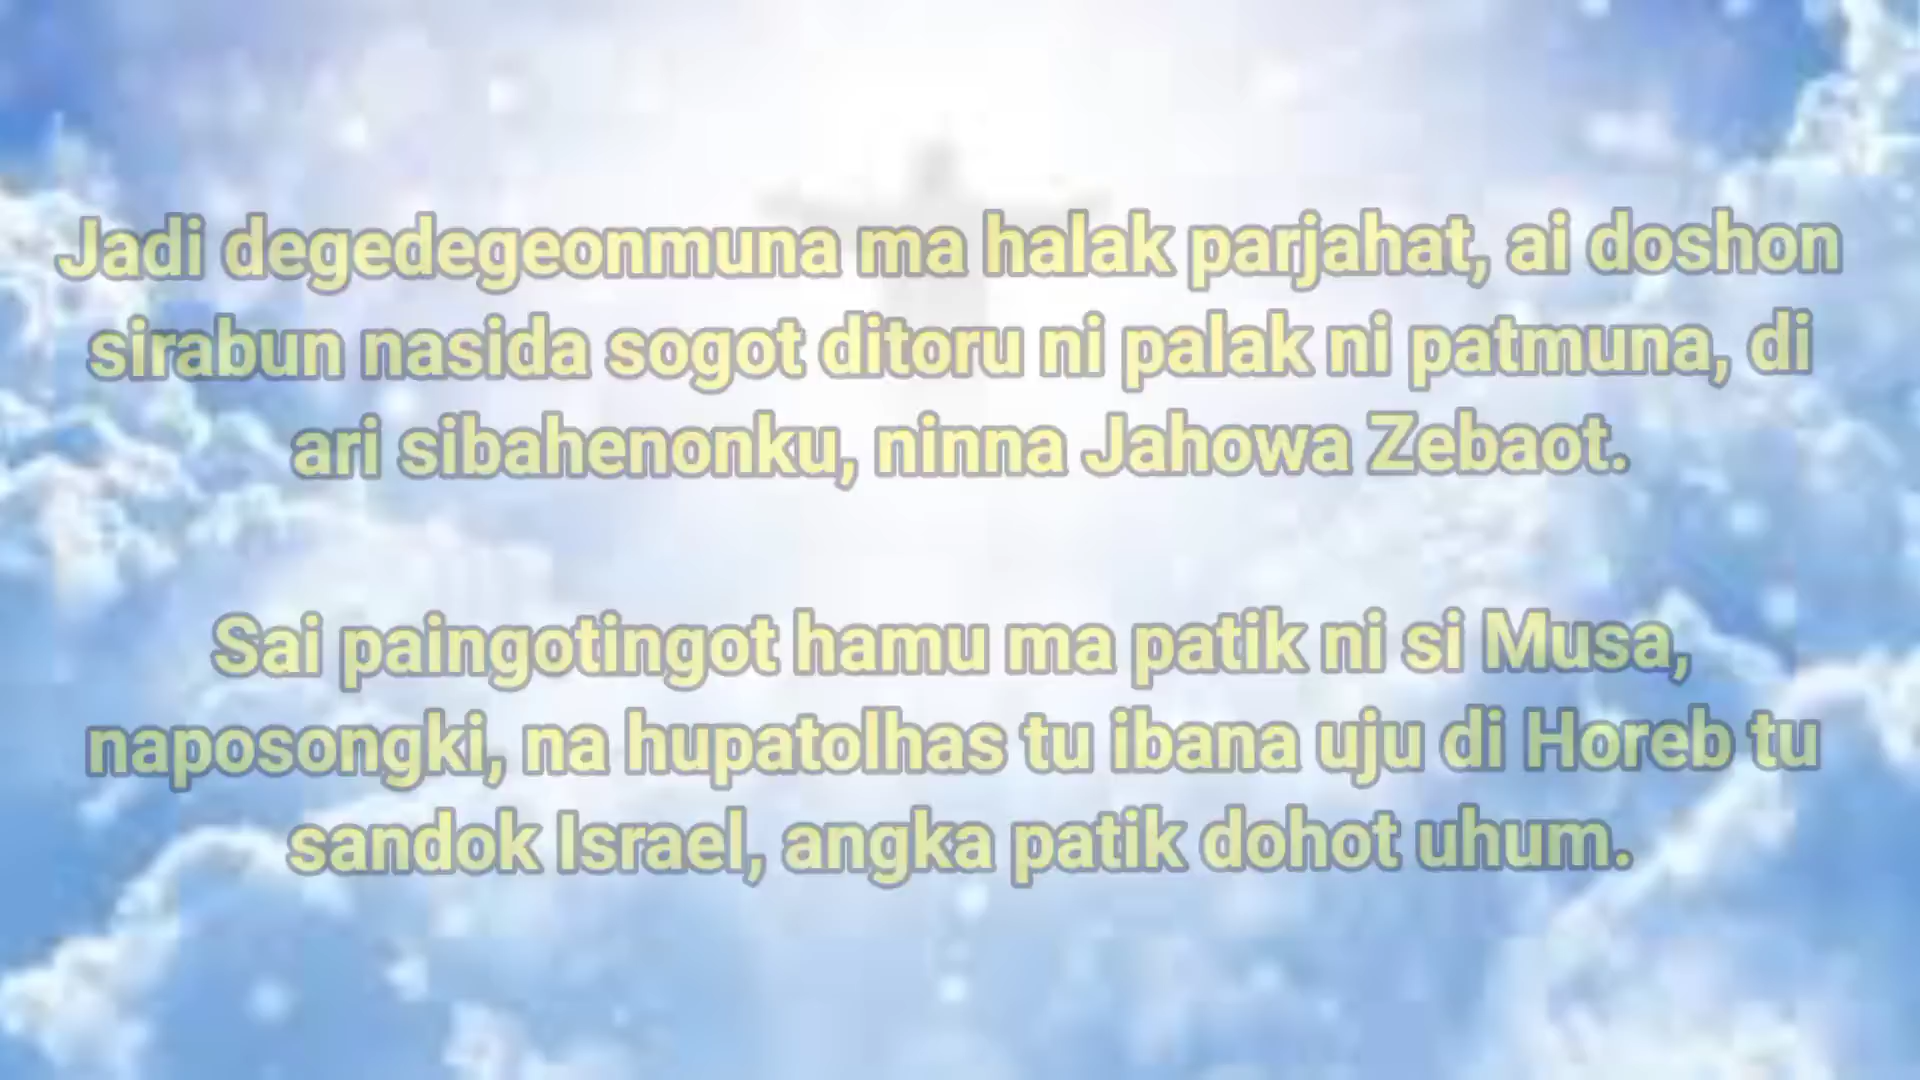 Jadi degedegeonmuna ma halak parjahat, ai doshon
sirabun nasida sogot ditoru ni palak ni patmuna, di
ari sibahenonku, ninna Jahowa Zebaot.
Sai paingotingot hamu ma patik ni si Musa,
naposongki, na hupatolhas tu ibana uju di Horeb tu
sandok Israel, angka patik dohot uhum.